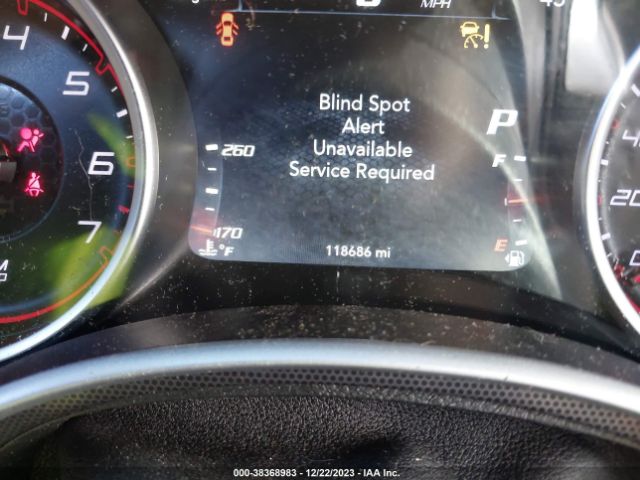 MPH
4
5
6
7
Blind Spot
Alert
Unavailable
Service Required
P
260
F
170
°F
E
118686 mi
20
000-38368983 - 12/22/2023 - IAA Inc.